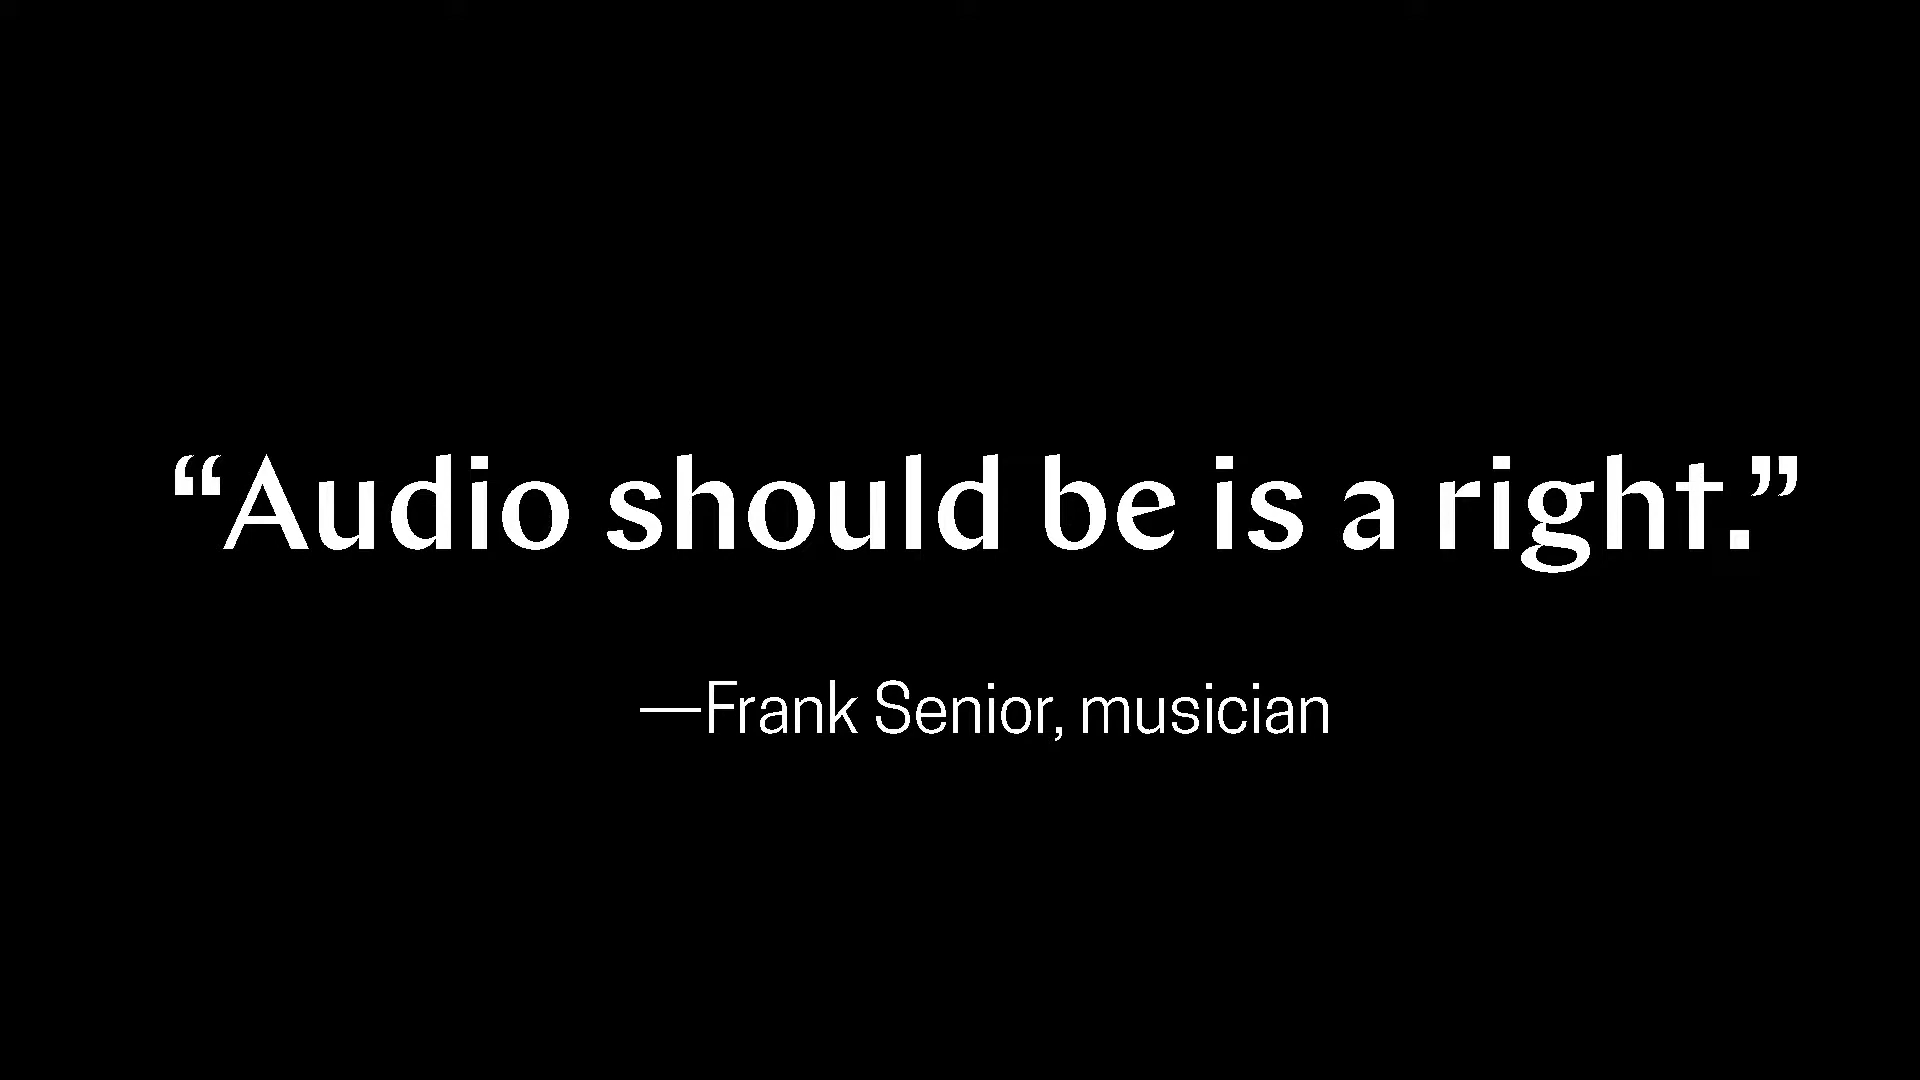 “Audio should be is a right.”
—Frank Senior, musician